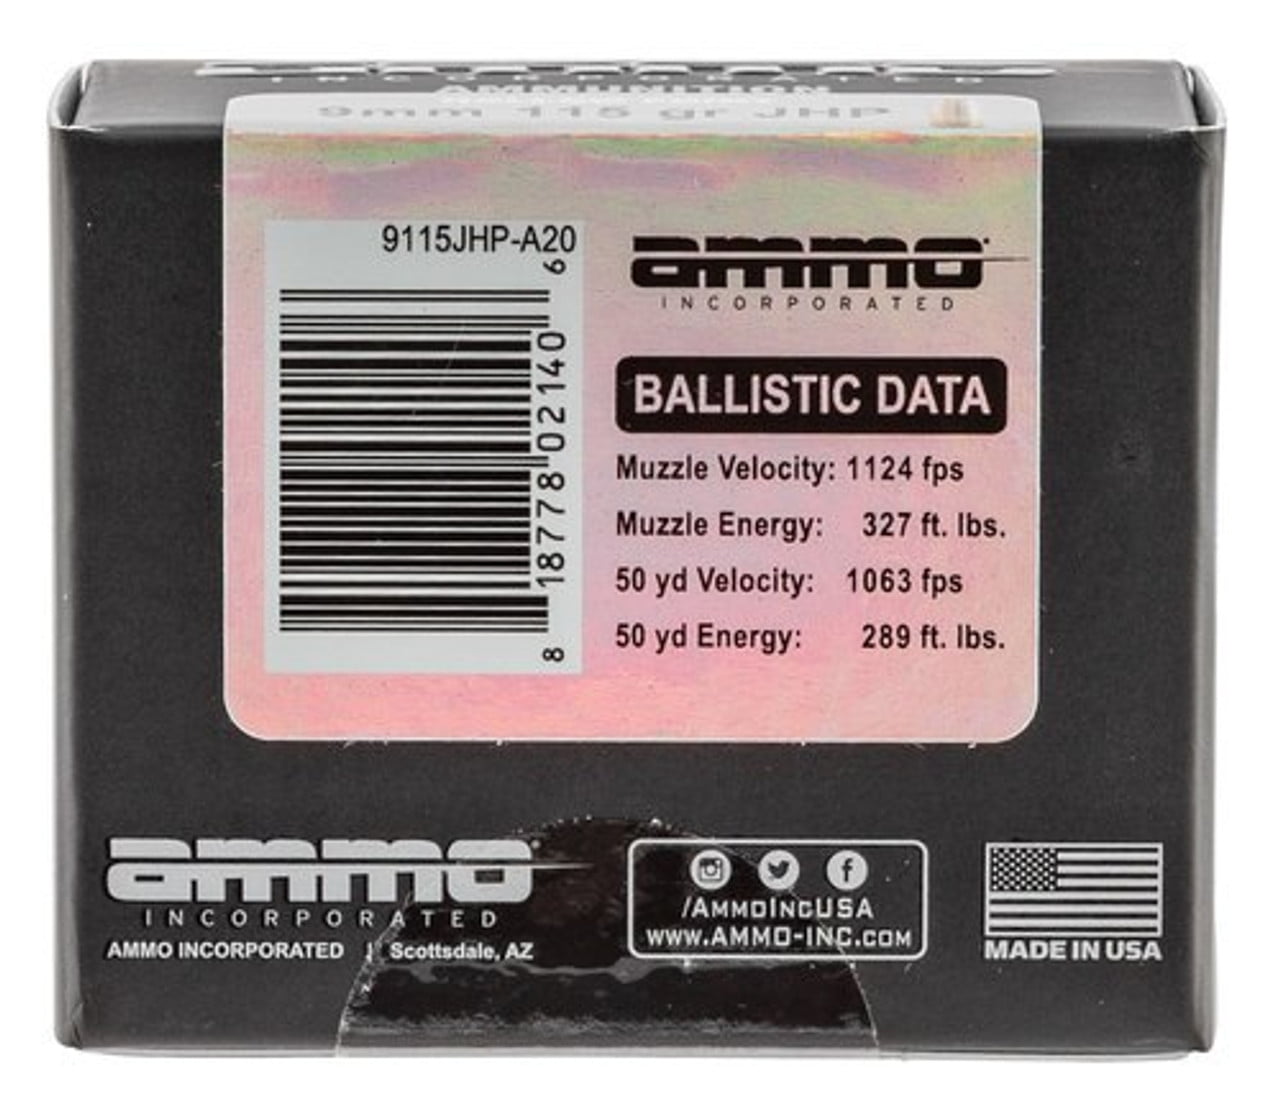 INCORPORATED
AMMUNITION
9mm 115 gr JHP
9115JHP-A20
8 18778 02140 6
ammo
INCORPORATED
BALLISTIC DATA
Muzzle Velocity: 1124 fps
Muzzle Energy: 327 ft. lbs.
50 yd Velocity: 1063 fps
50 yd Energy: 289 ft. lbs.
ammo
INCORPORATED
AMMO INCORPORATED | Scottsdale, AZ
/AMMOINCUSA
WWW.AMMO-INC.COM
MADE IN USA